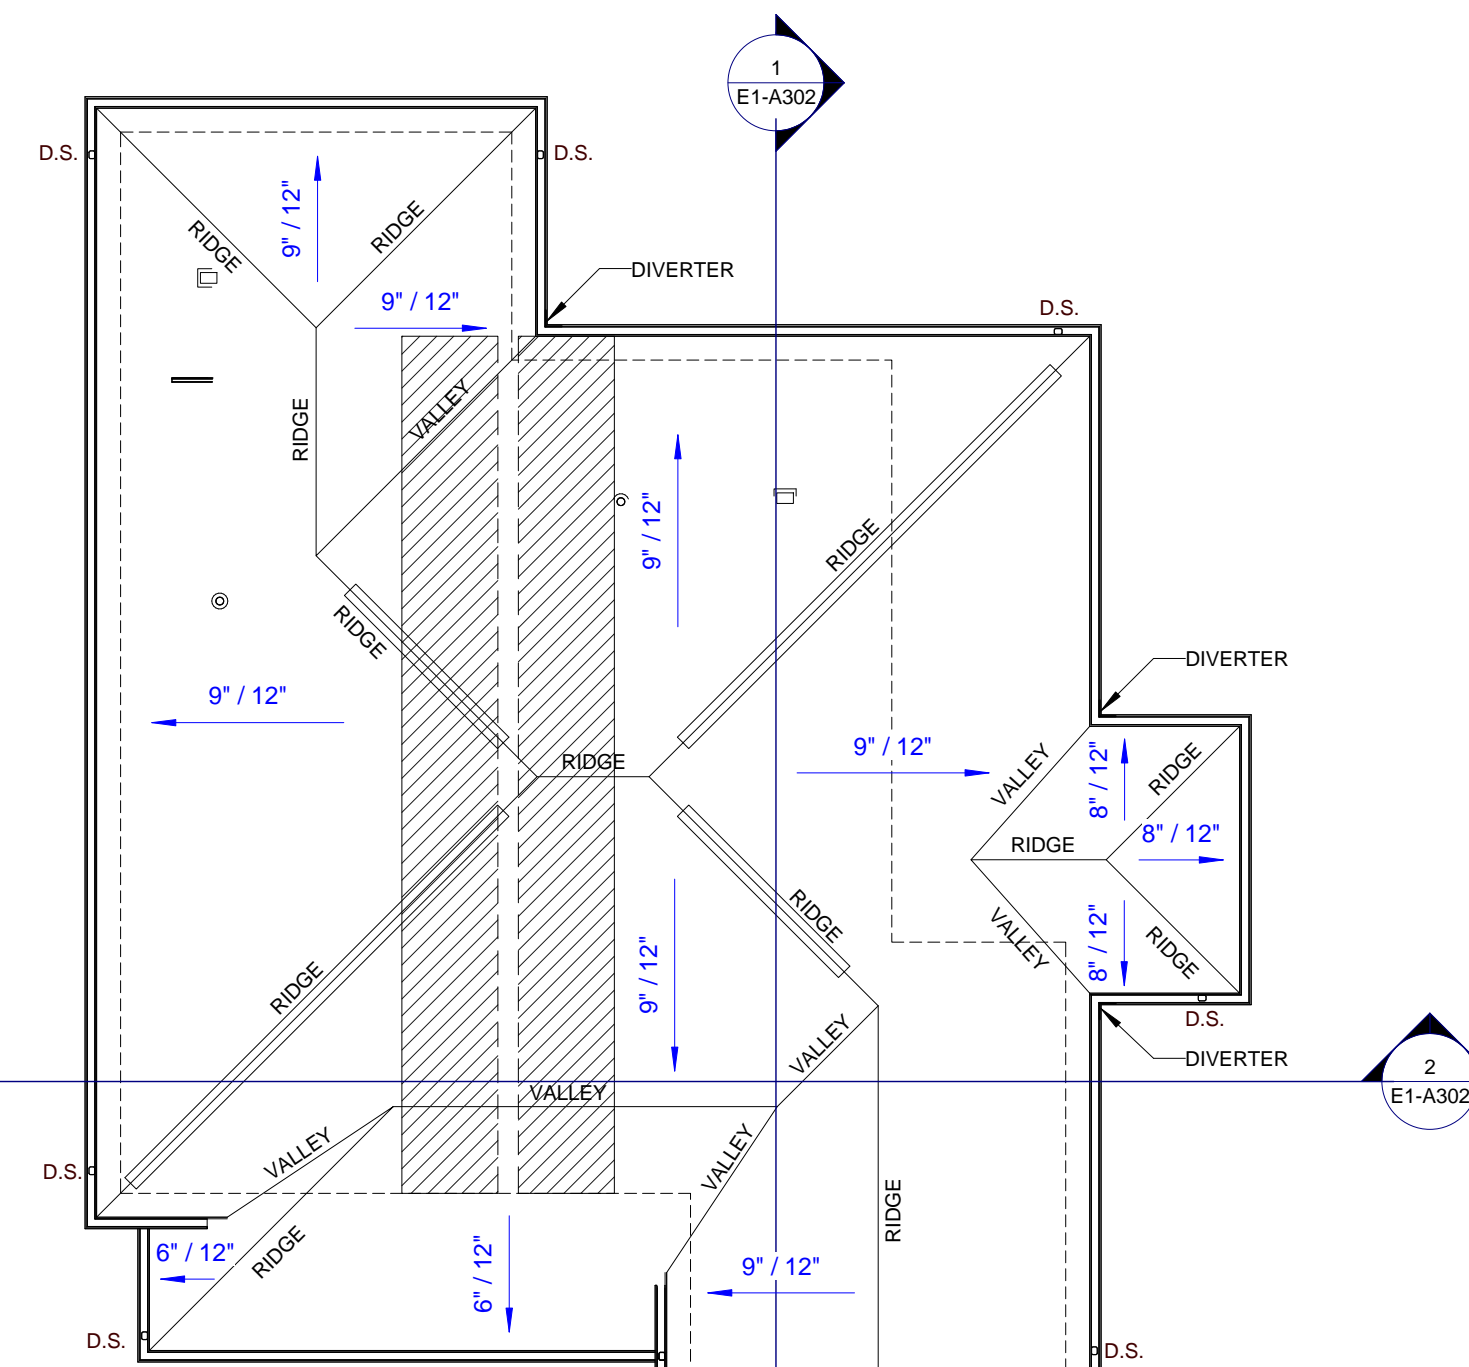 1
E1-A302
D.S.
D.S.
9" / 12"
RIDGE
RIDGE
DIVERTER
9" / 12"
D.S.
RIDGE
VALLEY
9" / 12"
RIDGE
RIDGE
DIVERTER
9" / 12"
RIDGE
9" / 12"
VALLEY
8" / 12"
RIDGE
RIDGE
8" / 12"
RIDGE
VALLEY
8" / 12"
RIDGE
9" / 12"
RIDGE
D.S.
VALLEY
DIVERTER
2
E1-A302
VALLEY
VALLEY
VALLEY
D.S.
RIDGE
RIDGE
6" / 12"
6" / 12"
9" / 12"
D.S.
D.S.